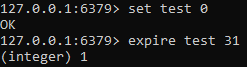 127.0.0.1:6379> set test 0
OK
127.0.0.1:6379> expire test 31
(integer) 1